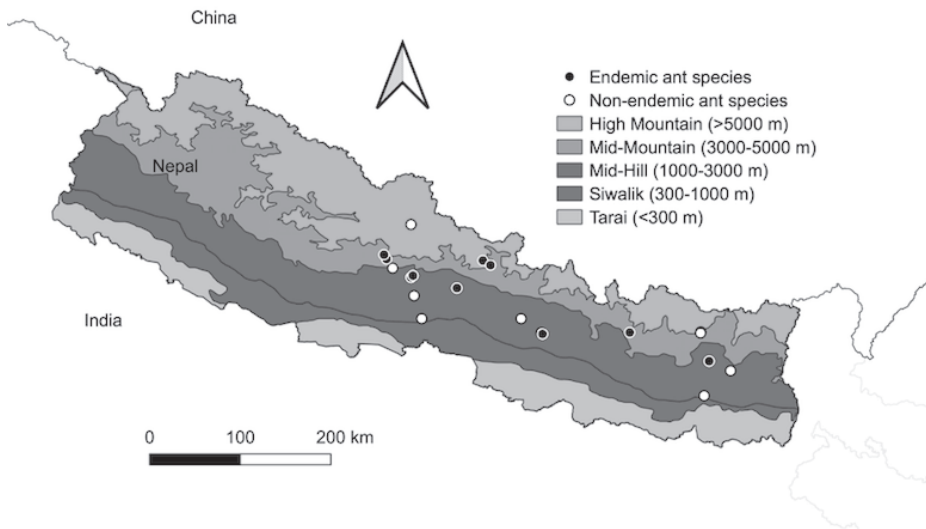 China
Endemic ant species
Non-endemic ant species
High Mountain (>5000 m)
Mid-Mountain (3000-5000 m)
Mid-Hill (1000-3000 m)
Siwalik (300-1000 m)
Tarai (<300 m)
Nepal
India
0 100 200 km